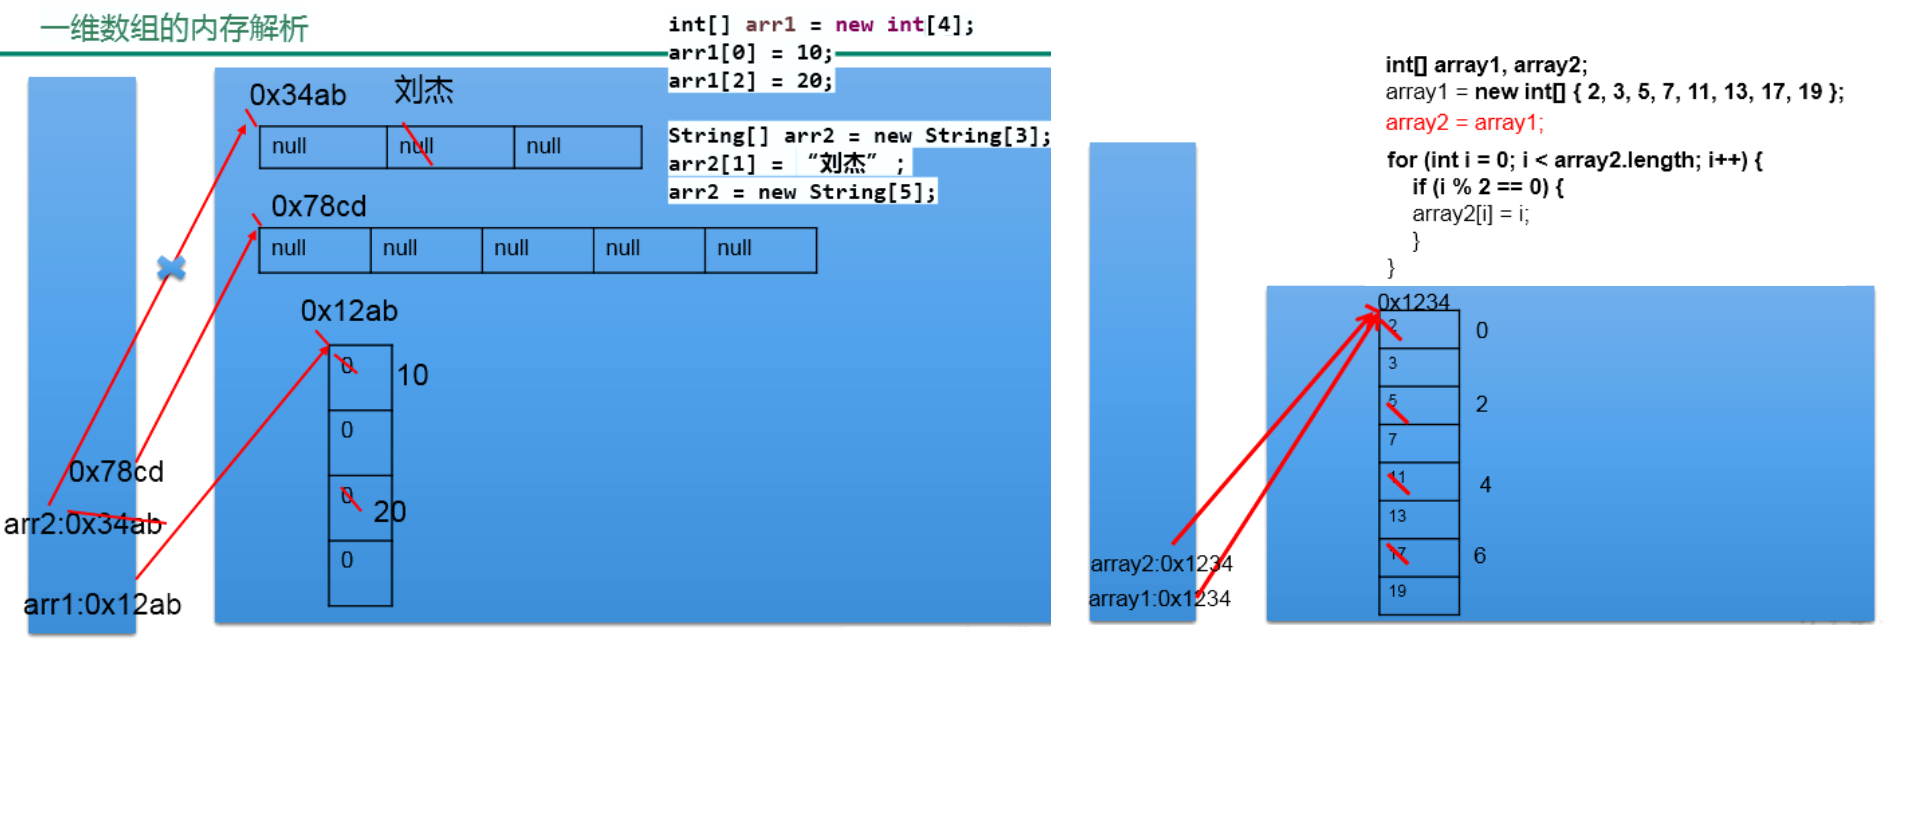 一维数组的内存解析
int[] arr1 = new int[4];
arr1[0] = 10;
arr1[2] = 20;
String[] arr2 = new String[3];
arr2[1] = “刘杰” ;
arr2 = new String[5];
0x34ab
刘杰
null null null
0x78cd
null null null null null
0x12ab
0
10
0
0
20
0
0x78cd
arr2:0x34ab
arr1:0x12ab
int[] array1, array2;
array1 = new int[] { 2, 3, 5, 7, 11, 13, 17, 19 };
array2 = array1;
for (int i = 0; i < array2.length; i++) {
if (i % 2 == 0) {
array2[i] = i;
}
}
0x1234
2 0
3
5 2
7
11 4
13
17 6
19
array2:0x1234
array1:0x1234